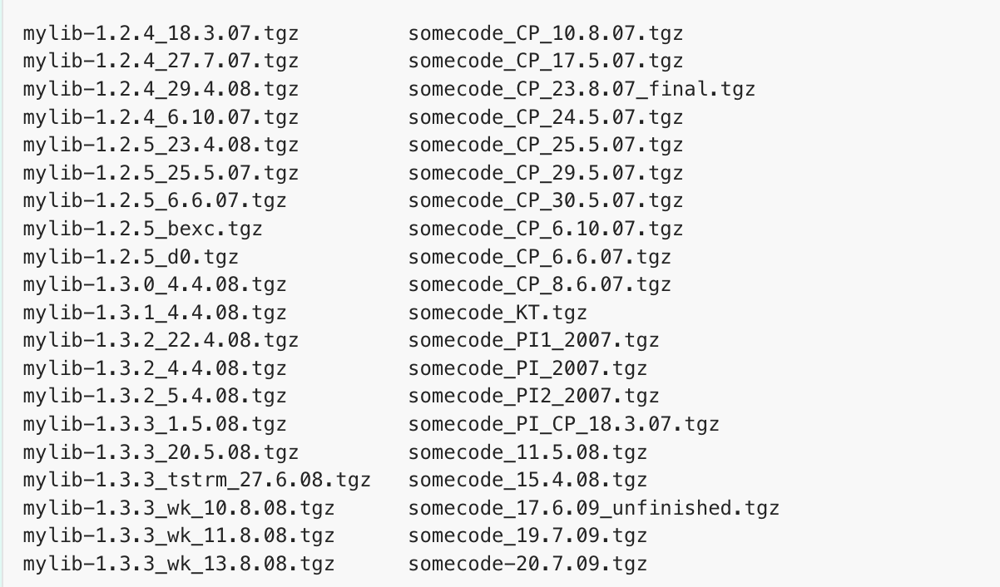 mylib-1.2.4_18.3.07.tgz somecode_CP_10.8.07.tgz
mylib-1.2.4_27.7.07.tgz somecode_CP_17.5.07.tgz
mylib-1.2.4_29.4.08.tgz somecode_CP_23.8.07_final.tgz
mylib-1.2.4_6.10.07.tgz somecode_CP_24.5.07.tgz
mylib-1.2.5_23.4.08.tgz somecode_CP_25.5.07.tgz
mylib-1.2.5_25.5.07.tgz somecode_CP_29.5.07.tgz
mylib-1.2.5_6.6.07.tgz somecode_CP_30.5.07.tgz
mylib-1.2.5_bexc.tgz somecode_CP_6.10.07.tgz
mylib-1.2.5_d0.tgz somecode_CP_6.6.07.tgz
mylib-1.3.0_4.4.08.tgz somecode_CP_8.6.07.tgz
mylib-1.3.1_4.4.08.tgz somecode_KT.tgz
mylib-1.3.2_22.4.08.tgz somecode_PI1_2007.tgz
mylib-1.3.2_4.4.08.tgz somecode_PI_2007.tgz
mylib-1.3.2_5.4.08.tgz somecode_PI2_2007.tgz
mylib-1.3.3_1.5.08.tgz somecode_PI_CP_18.3.07.tgz
mylib-1.3.3_20.5.08.tgz somecode_11.5.08.tgz
mylib-1.3.3_tstrm_27.6.08.tgz somecode_15.4.08.tgz
mylib-1.3.3_wk_10.8.08.tgz somecode_17.6.09_unfinished.tgz
mylib-1.3.3_wk_11.8.08.tgz somecode_19.7.09.tgz
mylib-1.3.3_wk_13.8.08.tgz somecode-20.7.09.tgz